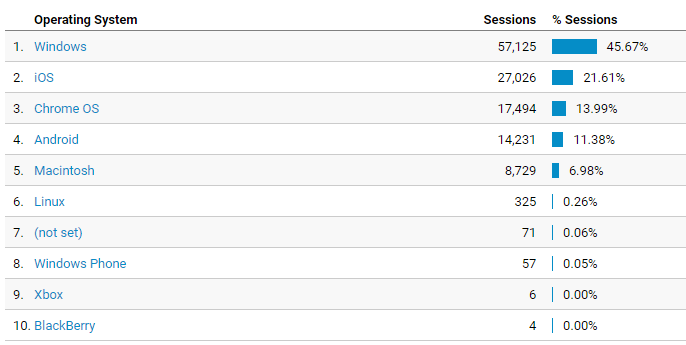 Operating System Sessions % Sessions
1. Windows 57,125 45.67%
2. iOS 27,026 21.61%
3. Chrome OS 17,494 13.99%
4. Android 14,231 11.38%
5. Macintosh 8,729 6.98%
6. Linux 325 0.26%
7. (not set) 71 0.06%
8. Windows Phone 57 0.05%
9. Xbox 6 0.00%
10. BlackBerry 4 0.00%